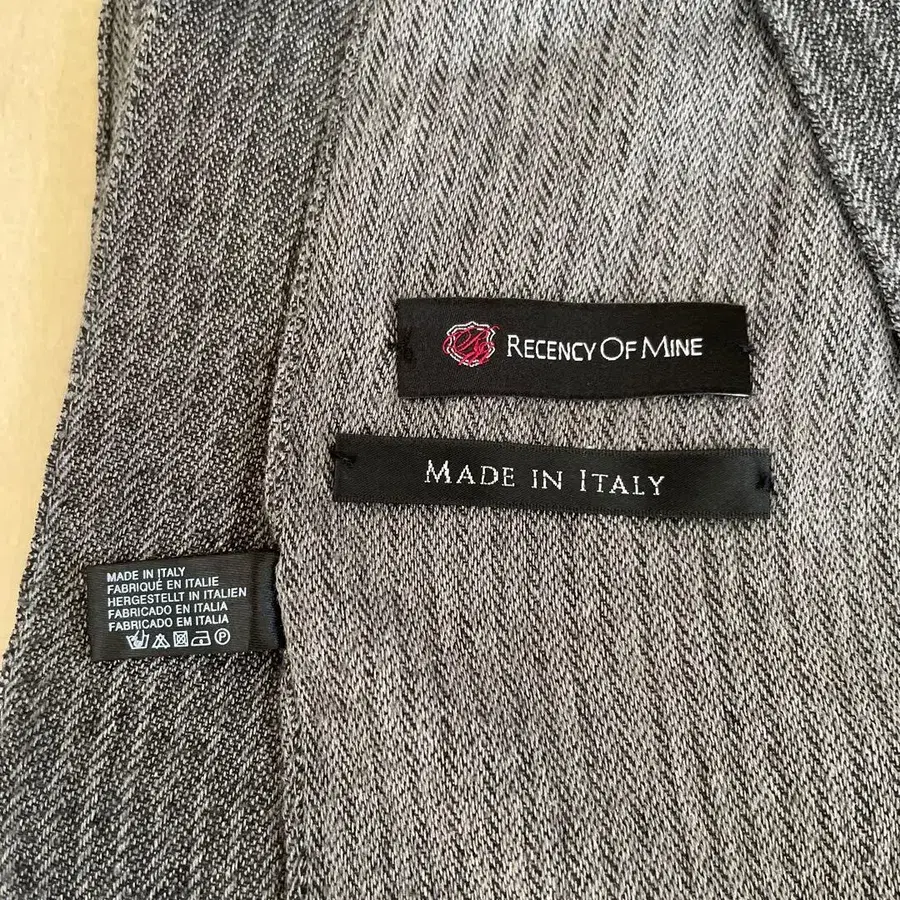 RECENCY OF MINE
MADE IN ITALY
MADE IN ITALY
FABRIQUÉ EN ITALIE
HERGESTELLT IN ITALIEN
FABRICADO EN ITALIA
FABRICADO EM ITALIA
P